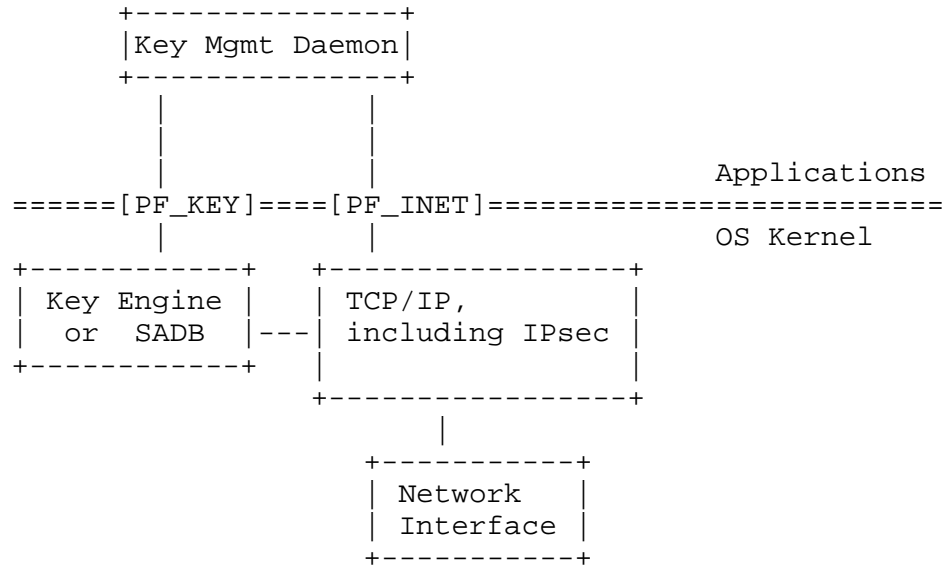 +---------------+
|Key Mgmt Daemon|
+---------------+
| |
| |
| | Applications
======[PF_KEY]====[PF_INET]==========================
| | OS Kernel
+------------+ +-----------------+
| Key Engine | | TCP/IP, |
| or SADB |---| including IPsec |
+------------+ | |
+-----------------+
|
+-----------+
| Network |
| Interface |
+-----------+